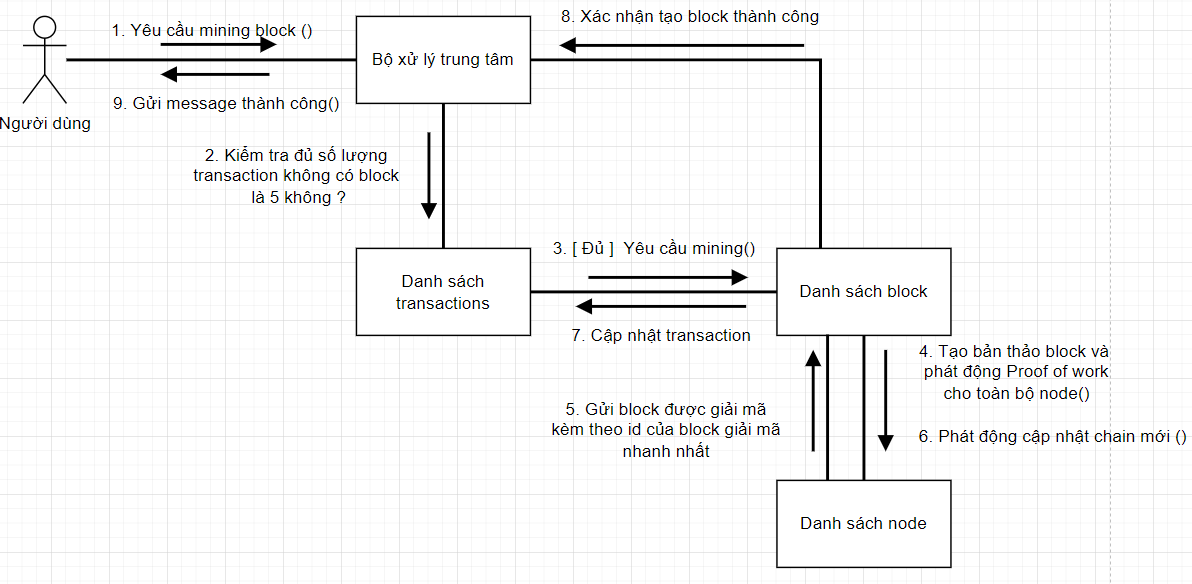 8. Xác nhận tạo block thành công
1. Yêu cầu mining block ()
Bộ xử lý trung tâm
9. Gửi message thành công()
Người dùng
2. Kiểm tra đủ số lượng
transaction không có block
là 5 không ?
3. [ Đủ ]  Yêu cầu mining()
Danh sách
transactions
Danh sách block
7. Cập nhật transaction
4. Tạo bản thảo block và
phát động Proof of work
cho toàn bộ node()
5. Gửi block được giải mã
kèm theo id của block giải mã
nhanh nhất
6. Phát động cập nhật chain mới ()
Danh sách node